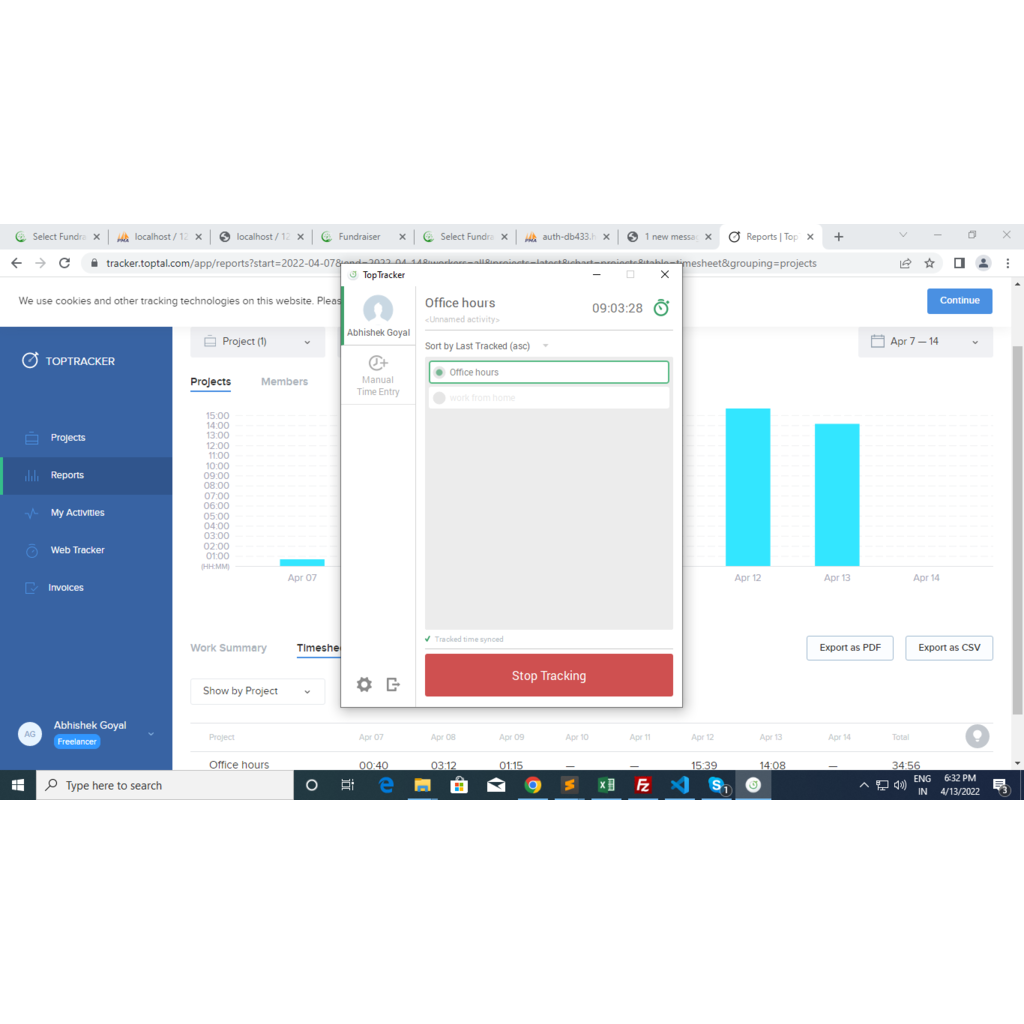 Select Fundra
localhost / 12
localhost / 12
Fundraiser
Select Fundra
auth-db433.h
1 new messa
Reports | Top
tracker.toptal.com/app/reports?start=2022-04-07&end=2022-04-14&workers=all&projects=latest&chart=projects&table=timesheet&grouping=projects
We use cookies and other tracking technologies on this website. Pleas
Continue
TOPTRACKER
Projects
Reports
My Activities
Web Tracker
Invoices
AG
Abhishek Goyal
Freelancer
Project (1)
Apr 7 — 14
Projects
Members
15:00
14:00
13:00
12:00
11:00
10:00
09:00
08:00
07:00
06:00
05:00
04:00
03:00
02:00
01:00
(HH:MM)
Apr 07
Apr 12
Apr 13
Apr 14
TopTracker
Abhishek Goyal
Manual
Time Entry
Office hours
<Unnamed activity>
09:03:28
Sort by Last Tracked (asc)
Office hours
work from home
Tracked time synced
Stop Tracking
Work Summary
Timeshe
Export as PDF
Export as CSV
Show by Project
Project Apr 07 Apr 08 Apr 09 Apr 10 Apr 11 Apr 12 Apr 13 Apr 14 Total
Office hours 00:40 03:12 01:15 — — 15:39 14:08 — 34:56
Type here to search
1
ENG
IN
6:32 PM
4/13/2022
3